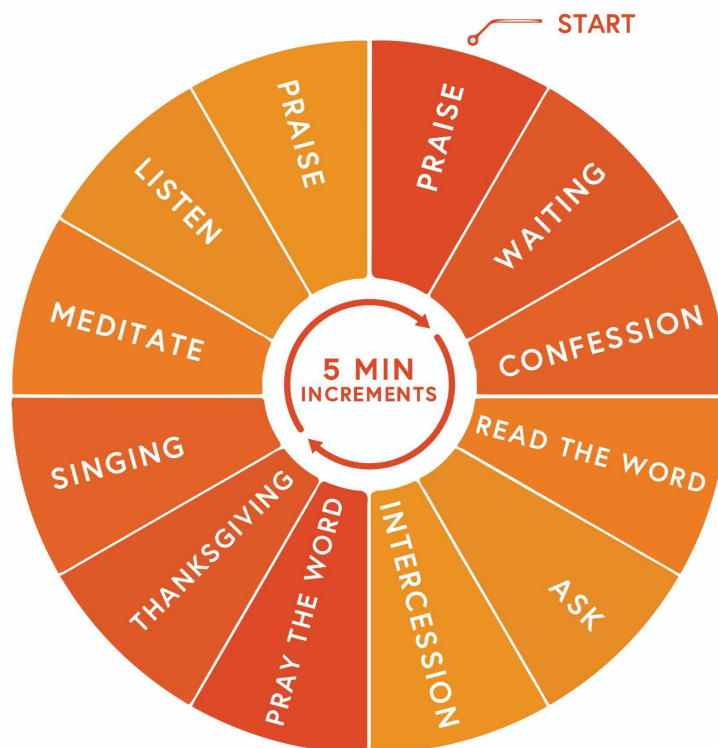 START
PRAISE
WAITING
CONFESSION
READ THE WORD
ASK
INTERCESSION
PRAY THE WORD
THANKSGIVING
SINGING
MEDITATE
LISTEN
PRAISE
5 MIN
INCREMENTS